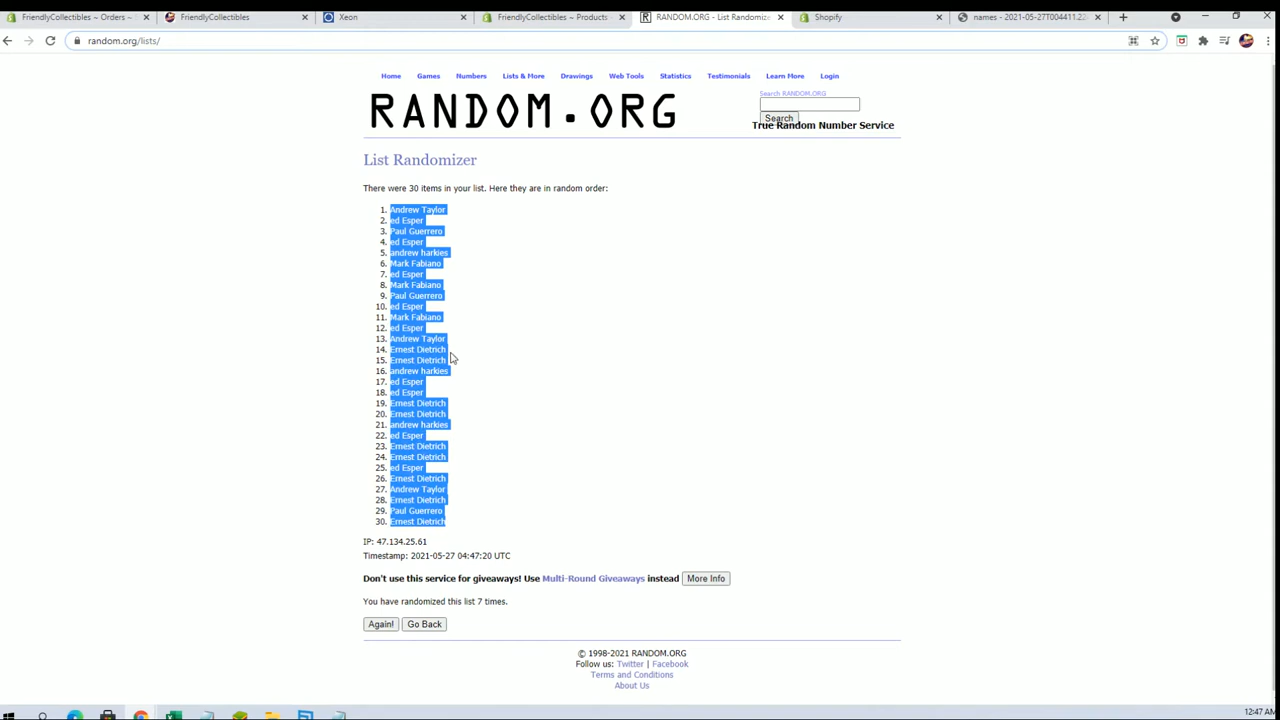 FriendlyCollectibles ~ Orders ~
FriendlyCollectibles
Xeon
FriendlyCollectibles ~ Products
RANDOM.ORG - List Randomize
Shopify
names - 2021-05-27T004411.22
random.org/lists/
Home Games Numbers Lists & More Drawings Web Tools Statistics Testimonials Learn More Login
RANDOM.ORG
Search RANDOM.ORG
Search
True Random Number Service
List Randomizer
There were 30 items in your list. Here they are in random order:
1. Andrew Taylor
2. ed Esper
3. Paul Guerrero
4. ed Esper
5. andrew harkies
6. Mark Fabiano
7. ed Esper
8. Mark Fabiano
9. Paul Guerrero
10. ed Esper
11. Mark Fabiano
12. ed Esper
13. Andrew Taylor
14. Ernest Dietrich
15. Ernest Dietrich
16. andrew harkies
17. ed Esper
18. ed Esper
19. Ernest Dietrich
20. Ernest Dietrich
21. andrew harkies
22. ed Esper
23. Ernest Dietrich
24. Ernest Dietrich
25. ed Esper
26. Ernest Dietrich
27. Andrew Taylor
28. Ernest Dietrich
29. Paul Guerrero
30. Ernest Dietrich
IP: 47.134.25.61
Timestamp: 2021-05-27 04:47:20 UTC
Don't use this service for giveaways! Use Multi-Round Giveaways instead More Info
You have randomized this list 7 times.
Again! Go Back
© 1998-2021 RANDOM.ORG
Follow us: Twitter | Facebook
Terms and Conditions
About Us
12:47 AM